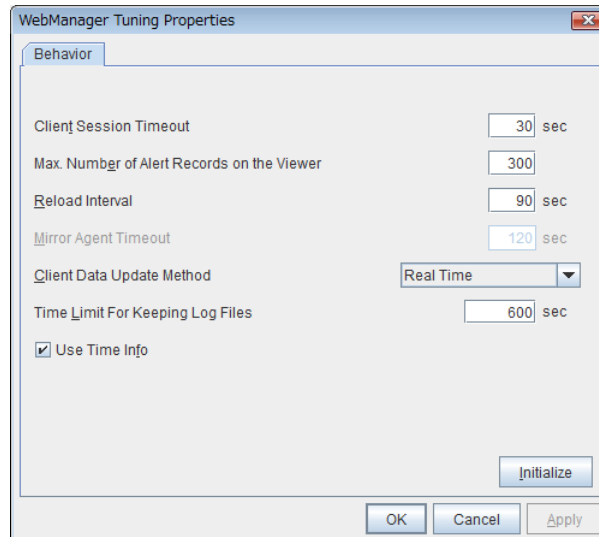 WebManager Tuning Properties
Behavior
Client Session Timeout 30 sec
Max. Number of Alert Records on the Viewer 300
Reload Interval 90 sec
Mirror Agent Timeout 120 sec
Client Data Update Method Real Time
Time Limit For Keeping Log Files 600 sec
Use Time Info
Initialize
OK Cancel Apply